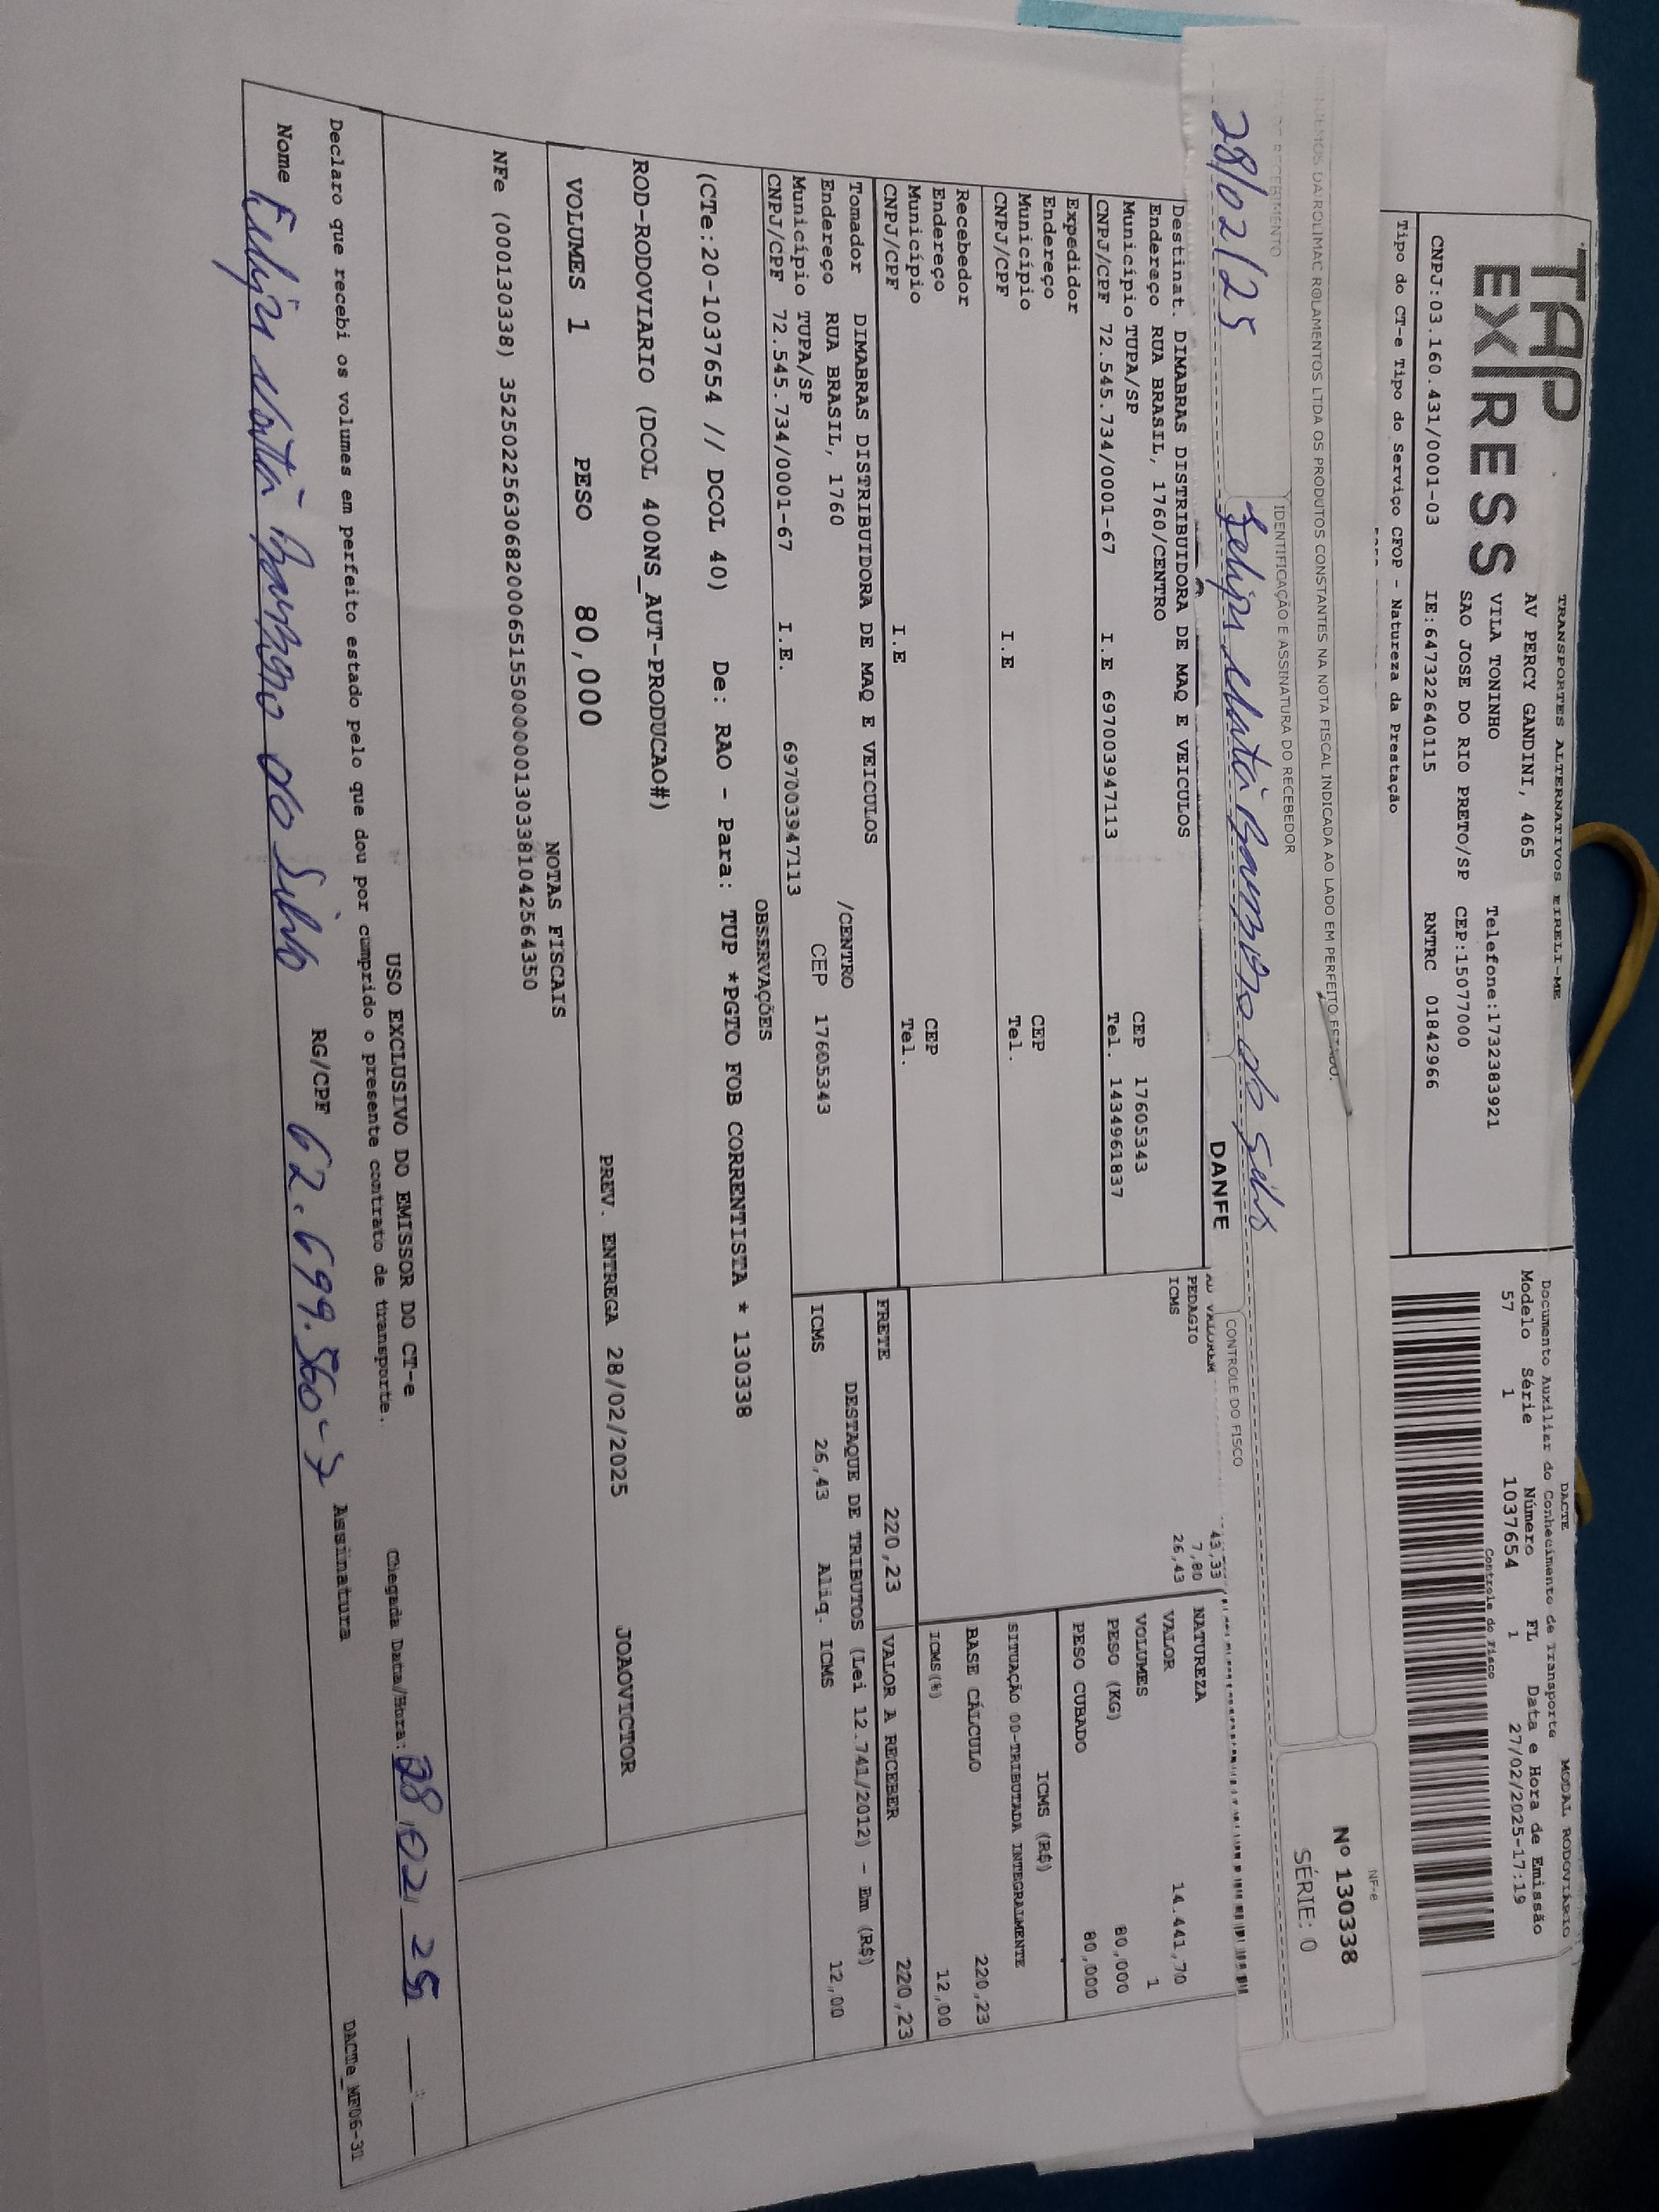 TAP
EXPRESS
TRANSPORTES ALTERNATIVOS EIRELI-ME
AV PERCY GANDINI, 4065
VILA TONINHO Telefone:1732383921
SAO JOSE DO RIO PRETO/SP CEP:15077000
CNPJ:03.160.431/0001-03 IE:647322640115 RNTRC 01842966
Tipo do CT-e Tipo do Serviço CFOP - Natureza da Prestação
DACTE MODAL RODOVIÁRIO
Documento Auxiliar do Conhecimento de Transporte
Modelo Série Número FL Data e Hora de Emissão
57 1 1037654 1 27/02/2025-17:19
Controle do Fisco
DA ROLIMAC ROLAMENTOS LTDA OS PRODUTOS CONSTANTES NA NOTA FISCAL INDICADA AO LADO EM PERFEITO ESTADO.
NF-e
Nº 130338
SÉRIE: 0
IDENTIFICAÇÃO E ASSINATURA DO RECEBEDOR
28/02/25
DANFE
CONTROLE DO FISCO
Destinat. DIMABRAS DISTRIBUIDORA DE MAQ E VEICULOS
Endereço RUA BRASIL, 1760/CENTRO CEP 17605343
Município TUPA/SP Tel. 1434961837
CNPJ/CPF 72.545.734/0001-67 I.E 697003947113
Expedidor
Endereço CEP
Município Tel.
CNPJ/CPF I.E
Recebedor
Endereço CEP
Município Tel.
CNPJ/CPF I.E
Tomador DIMABRAS DISTRIBUIDORA DE MAQ E VEICULOS
Endereço RUA BRASIL, 1760 /CENTRO
Município TUPA/SP CEP 17605343
CNPJ/CPF 72.545.734/0001-67 I.E. 697003947113
AD VALOREM 43,33
PEDAGIO 7,80
ICMS 26,43
NATUREZA
VALOR 14.441,70
VOLUMES 1
PESO (KG) 80,000
PESO CUBADO 80,000
ICMS (R$)
SITUAÇÃO 00-TRIBUTADA INTEGRALMENTE
BASE CÁLCULO 220,23
ICMS(%) 12,00
FRETE 220,23 VALOR A RECEBER 220,23
DESTAQUE DE TRIBUTOS (Lei 12.741/2012) - Em (R$)
ICMS 26,43 Aliq. ICMS 12,00
OBSERVAÇÕES
(CTe:20-1037654 // DCOL 40) De: RAO - Para: TUP *PGTO FOB CORRENTISTA * 130338
ROD-RODOVIARIO (DCOL 400NS_AUT-PRODUCAO#)
JOAOVICTOR
VOLUMES 1 PESO 80,000 PREV. ENTREGA 28/02/2025
NOTAS FISCAIS
NFe (000130338) 35250225630682000651550000001303381042564350
USO EXCLUSIVO DO EMISSOR DO CT-e
Chegada Data/Hora: 28 02 25
Declaro que recebi os volumes em perfeito estado pelo que dou por cumprido o presente contrato de transporte.
Nome RG/CPF 62.699.560-7 Assinatura
DACTe_MF06-31